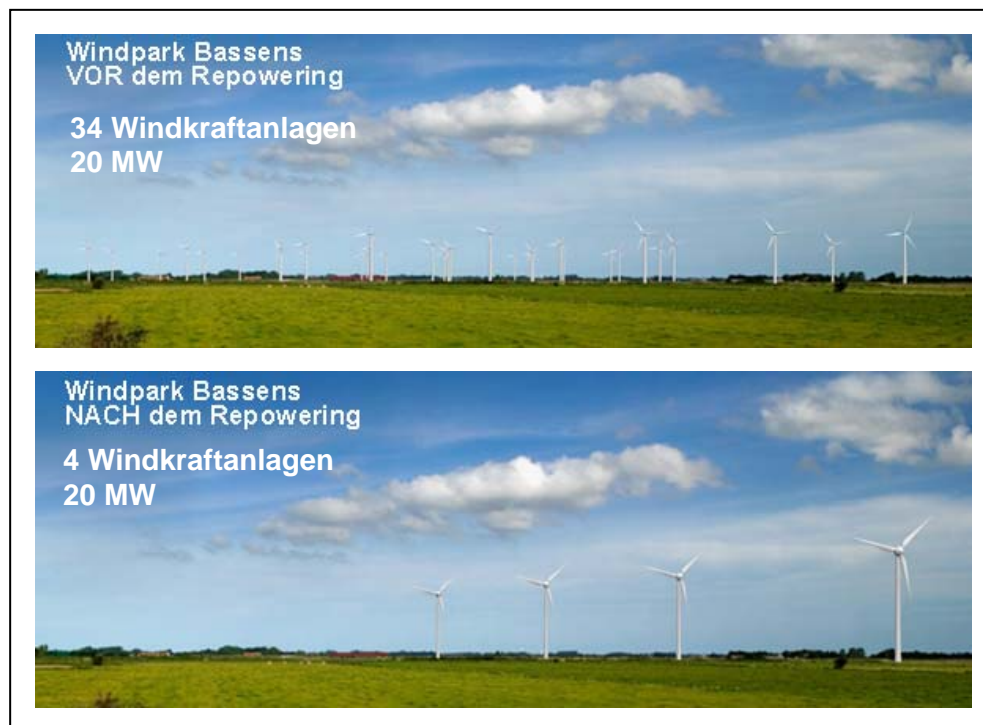 Windpark Bassens
VOR dem Repowering
34 Windkraftanlagen
20 MW
Windpark Bassens
NACH dem Repowering
4 Windkraftanlagen
20 MW